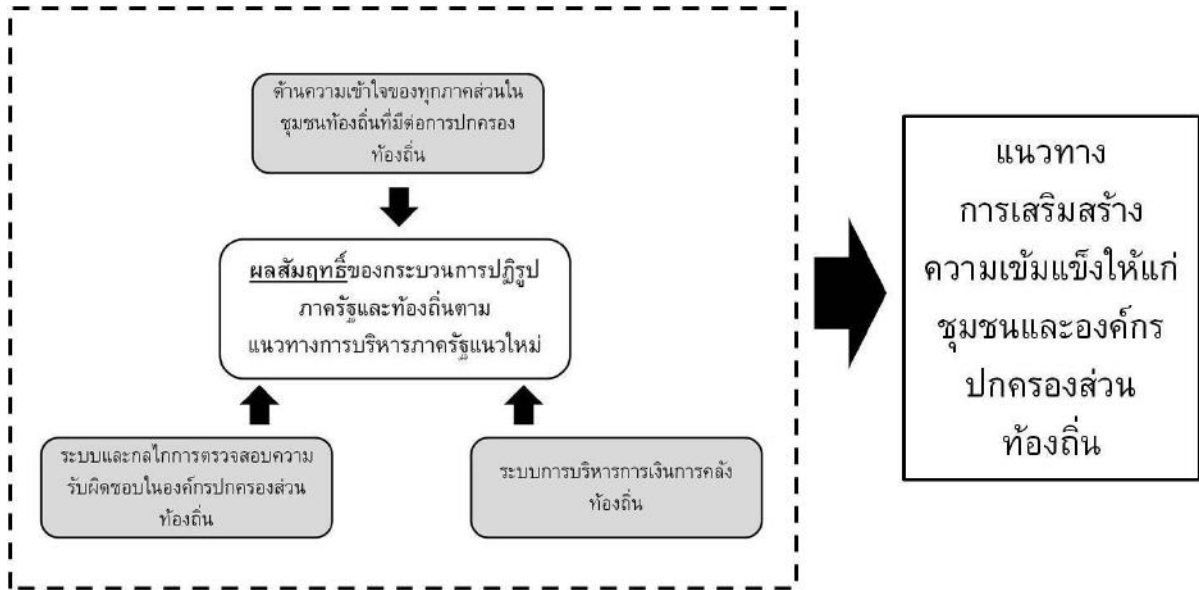 ด้านความเข้าใจของทุกภาคส่วนใน
ชุมชนท้องถิ่นที่มีต่อการปกครอง
ท้องถิ่น
ผลสัมฤทธิ์ของกระบวนการปฏิรูป
ภาครัฐและท้องถิ่นตาม
แนวทางการบริหารภาครัฐแนวใหม่
ระบบและกลไกการตรวจสอบความ
รับผิดชอบในองค์กรปกครองส่วน
ท้องถิ่น
ระบบการบริหารการเงินการคลัง
ท้องถิ่น
แนวทาง
การเสริมสร้าง
ความเข้มแข็งให้แก่
ชุมชนและองค์กร
ปกครองส่วน
ท้องถิ่น